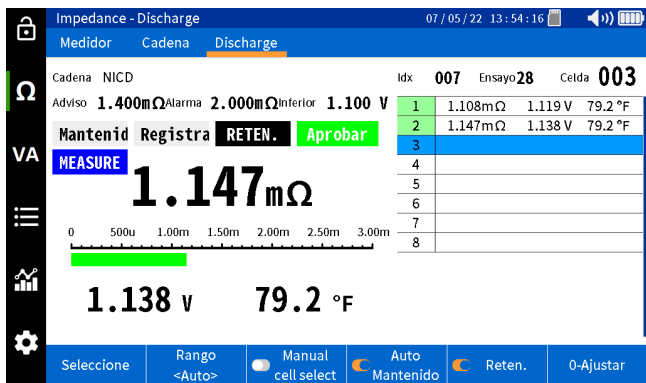 Impedance - Discharge 07 / 05 / 22 13 : 54 : 16
Medidor Cadena Discharge
Cadena NICD Idx 007 Ensayo 28 Celda 003
Adviso 1.400mΩ Alarma 2.000mΩ Inferior 1.100 V
Mantenid Registra RETEN. Aprobar
MEASURE
1.147mΩ
0 500u 1.00m 1.50m 2.00m 2.50m 3.00m
1.138 V 79.2 °F
1 1.108mΩ 1.119 V 79.2 °F
2 1.147mΩ 1.138 V 79.2 °F
3
4
5
6
7
8
Ω
VA
Seleccione
Rango
<Auto>
Manual
cell select
Auto
Mantenido
Reten.
0-Ajustar